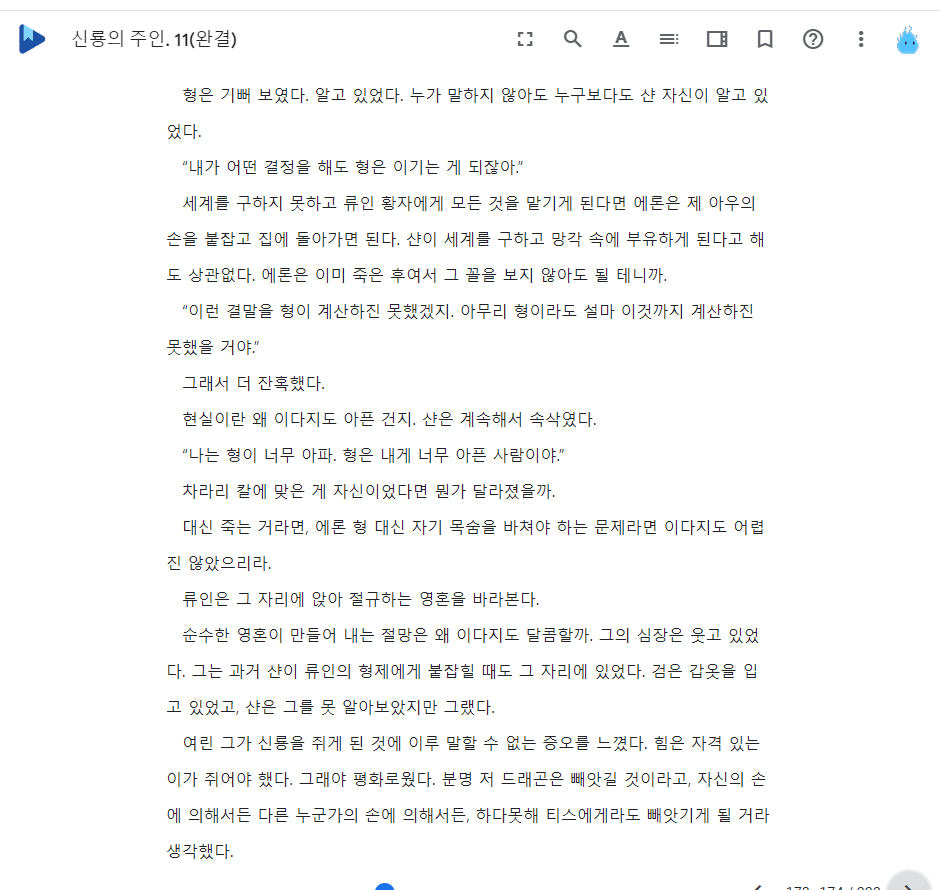 신룡의 주인. 11(완결)
형은 기뻐 보였다. 알고 있었다. 누가 말하지 않아도 누구보다도 샨 자신이 알고 있
었다.
“내가 어떤 결정을 해도 형은 이기는 게 되잖아.”
세계를 구하지 못하고 류인 황자에게 모든 것을 맡기게 된다면 에론은 제 아우의
손을 붙잡고 집에 돌아가면 된다. 샨이 세계를 구하고 망각 속에 부유하게 된다고 해
도 상관없다. 에론은 이미 죽은 후여서 그 꼴을 보지 않아도 될 테니까.
“이런 결말을 형이 계산하진 못했겠지. 아무리 형이라도 설마 이것까지 계산하진
못했을 거야.”
그래서 더 잔혹했다.
현실이란 왜 이다지도 아픈 건지. 샨은 계속해서 속삭였다.
“나는 형이 너무 아파. 형은 내게 너무 아픈 사람이야.”
차라리 칼에 맞은 게 자신이었다면 뭔가 달라졌을까.
대신 죽는 거라면, 에론 형 대신 자기 목숨을 바쳐야 하는 문제라면 이다지도 어렵
진 않았으리라.
류인은 그 자리에 앉아 절규하는 영혼을 바라본다.
순수한 영혼이 만들어 내는 절망은 왜 이다지도 달콤할까. 그의 심장은 웃고 있었
다. 그는 과거 샨이 류인의 형제에게 붙잡힐 때도 그 자리에 있었다. 검은 갑옷을 입
고 있었고, 샨은 그를 못 알아보았지만 그랬다.
여린 그가 신룡을 쥐게 된 것에 이루 말할 수 없는 증오를 느꼈다. 힘은 자격 있는
이가 쥐어야 했다. 그래야 평화로웠다. 분명 저 드래곤은 빼앗길 것이라고, 자신의 손
에 의해서든 다른 누군가의 손에 의해서든, 하다못해 티스에게라도 빼앗기게 될 거라
생각했다.